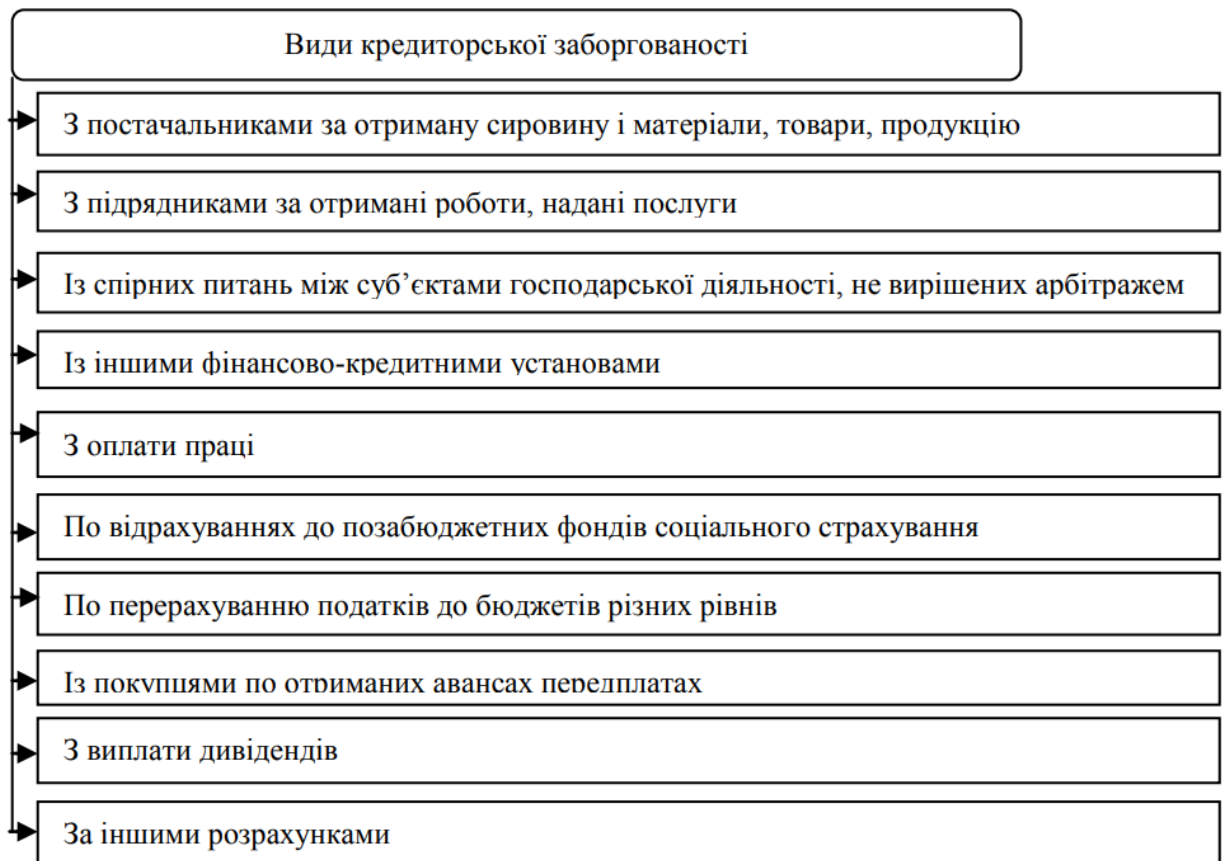 Види кредиторської заборгованості
З постачальниками за отриману сировину і матеріали, товари, продукцію
З підрядниками за отримані роботи, надані послуги
Із спірних питань між суб’єктами господарської діяльності, не вирішених арбітражем
Із іншими фінансово-кредитними установами
З оплати праці
По відрахуваннях до позабюджетних фондів соціального страхування
По перерахуванню податків до бюджетів різних рівнів
Із покупцями по отриманих авансах передплатах
З виплати дивідендів
За іншими розрахунками